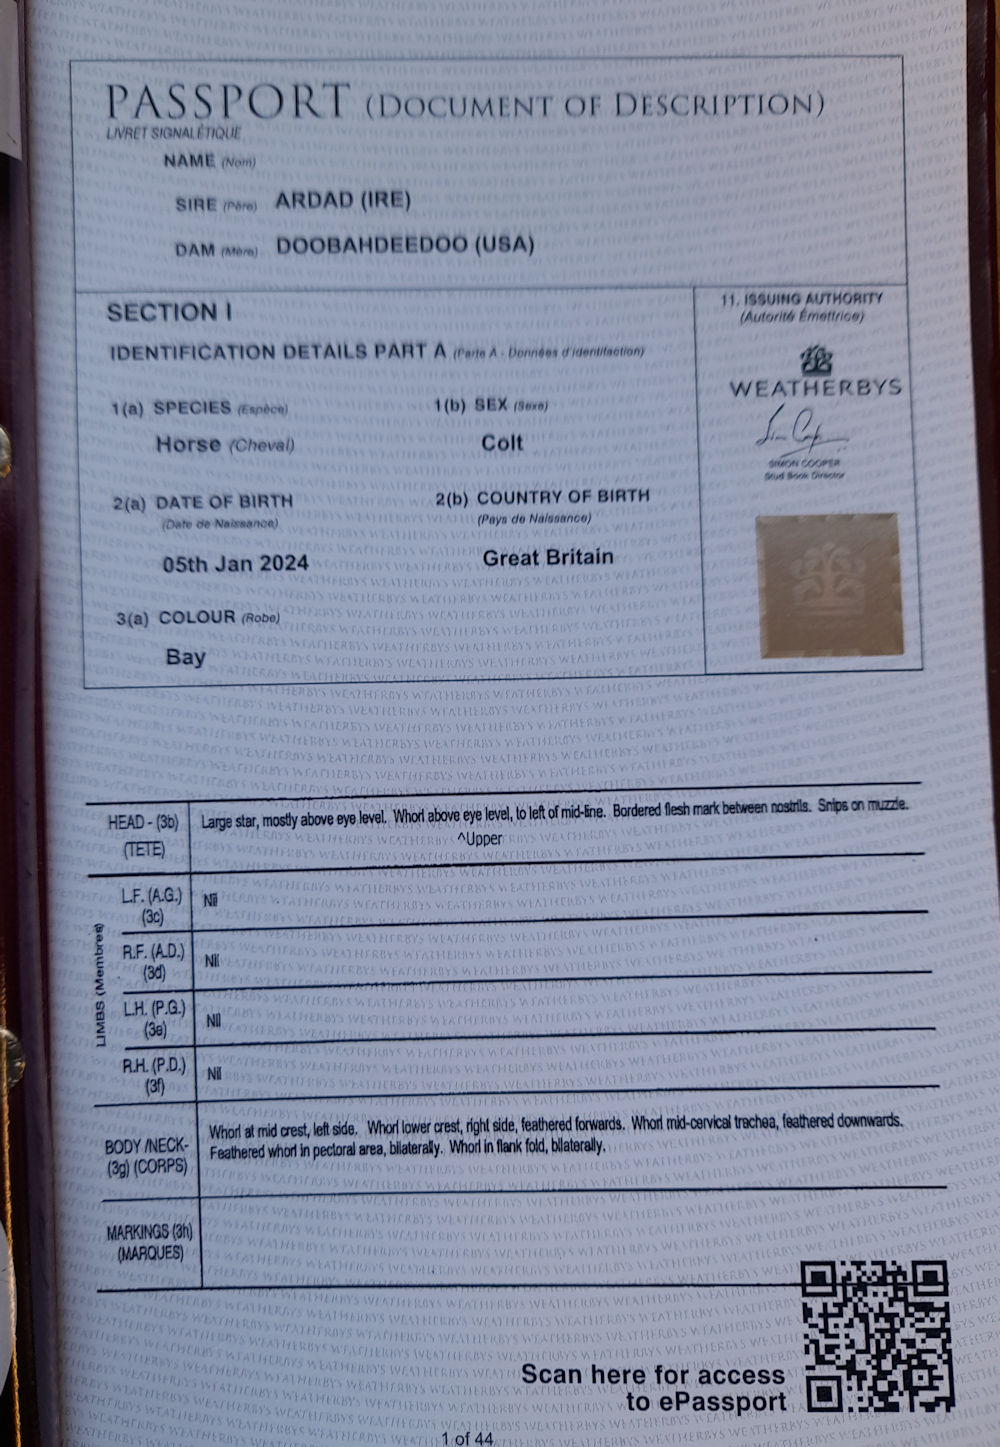 PASSPORT (DOCUMENT OF DESCRIPTION)
LIVRET SIGNALÉTIQUE
NAME (Nom)
SIRE (Père) ARDAD (IRE)
DAM (Mère) DOOBAHDEEDOO (USA)
SECTION I
IDENTIFICATION DETAILS PART A (Partie A - Données d'identifaction)
1(a) SPECIES (Espèce)
Horse (Cheval)
1(b) SEX (Sexe)
Colt
2(a) DATE OF BIRTH
(Date de Naissance)
05th Jan 2024
2(b) COUNTRY OF BIRTH
(Pays de Naissance)
Great Britain
3(a) COLOUR (Robe)
Bay
11. ISSUING AUTHORITY
(Autorité Émettrice)
WEATHERBYS
SIMON COOPER
Stud Book Director
HEAD - (3b)
(TETE)
Large star, mostly above eye level. Whorl above eye level, to left of mid-line. Bordered flesh mark between nostrils. Snips on muzzle.
^Upper
LIMBS (Membres)
L.F. (A.G.)
(3c)
Nil
R.F. (A.D.)
(3d)
Nil
L.H. (P.G.)
(3e)
Nil
R.H. (P.D.)
(3f)
Nil
BODY /NECK-
(3g) (CORPS)
Whorl at mid crest, left side. Whorl lower crest, right side, feathered forwards. Whorl mid-cervical trachea, feathered downwards.
Feathered whorl in pectoral area, bilaterally. Whorl in flank fold, bilaterally.
MARKINGS (3h)
(MARQUES)
Scan here for access
to ePassport
1 of 44